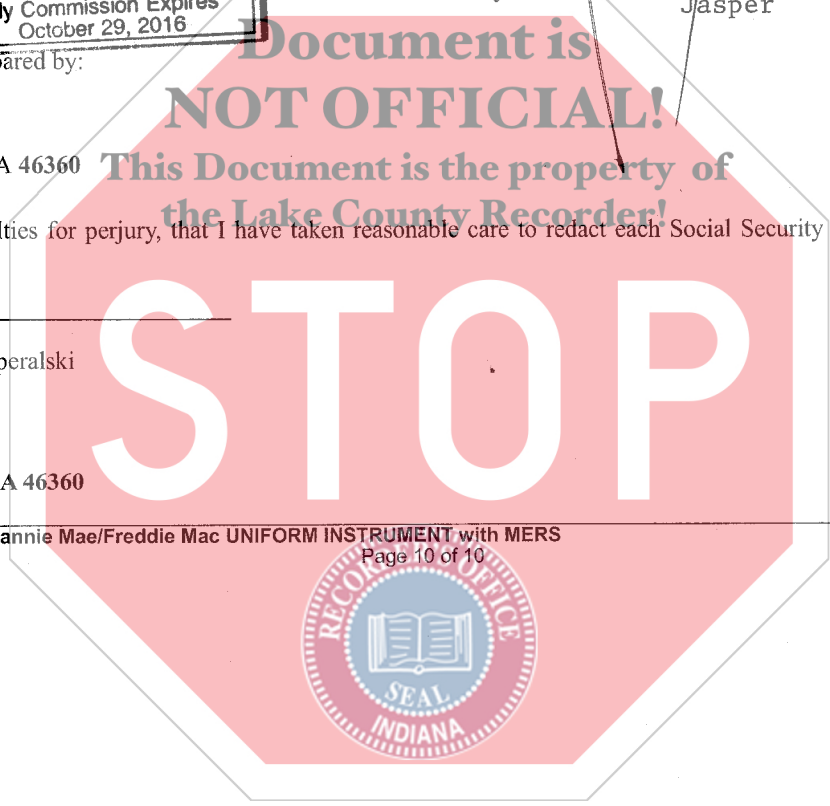 ly Commission Expires
October 29, 2016
Jasper
Document is
ared by:
NOT OFFICIAL!
A 46360
This Document is the property of
the Lake County Recorder!
lties for perjury, that I have taken reasonable care to redact each Social Security
STOP
peralski
A 46360
annie Mae/Freddie Mac UNIFORM INSTRUMENT with MERS
Page 10 of 10
RECORDER'S OFFICE
SEAL
INDIANA